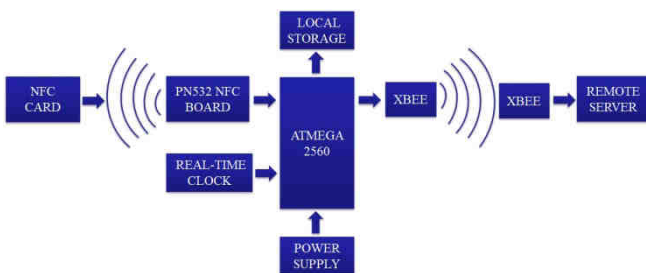 LOCAL
STORAGE
NFC
CARD
PN532 NFC
BOARD
ATMEGA
2560
XBEE
XBEE
REMOTE
SERVER
REAL-TIME
CLOCK
POWER
SUPPLY